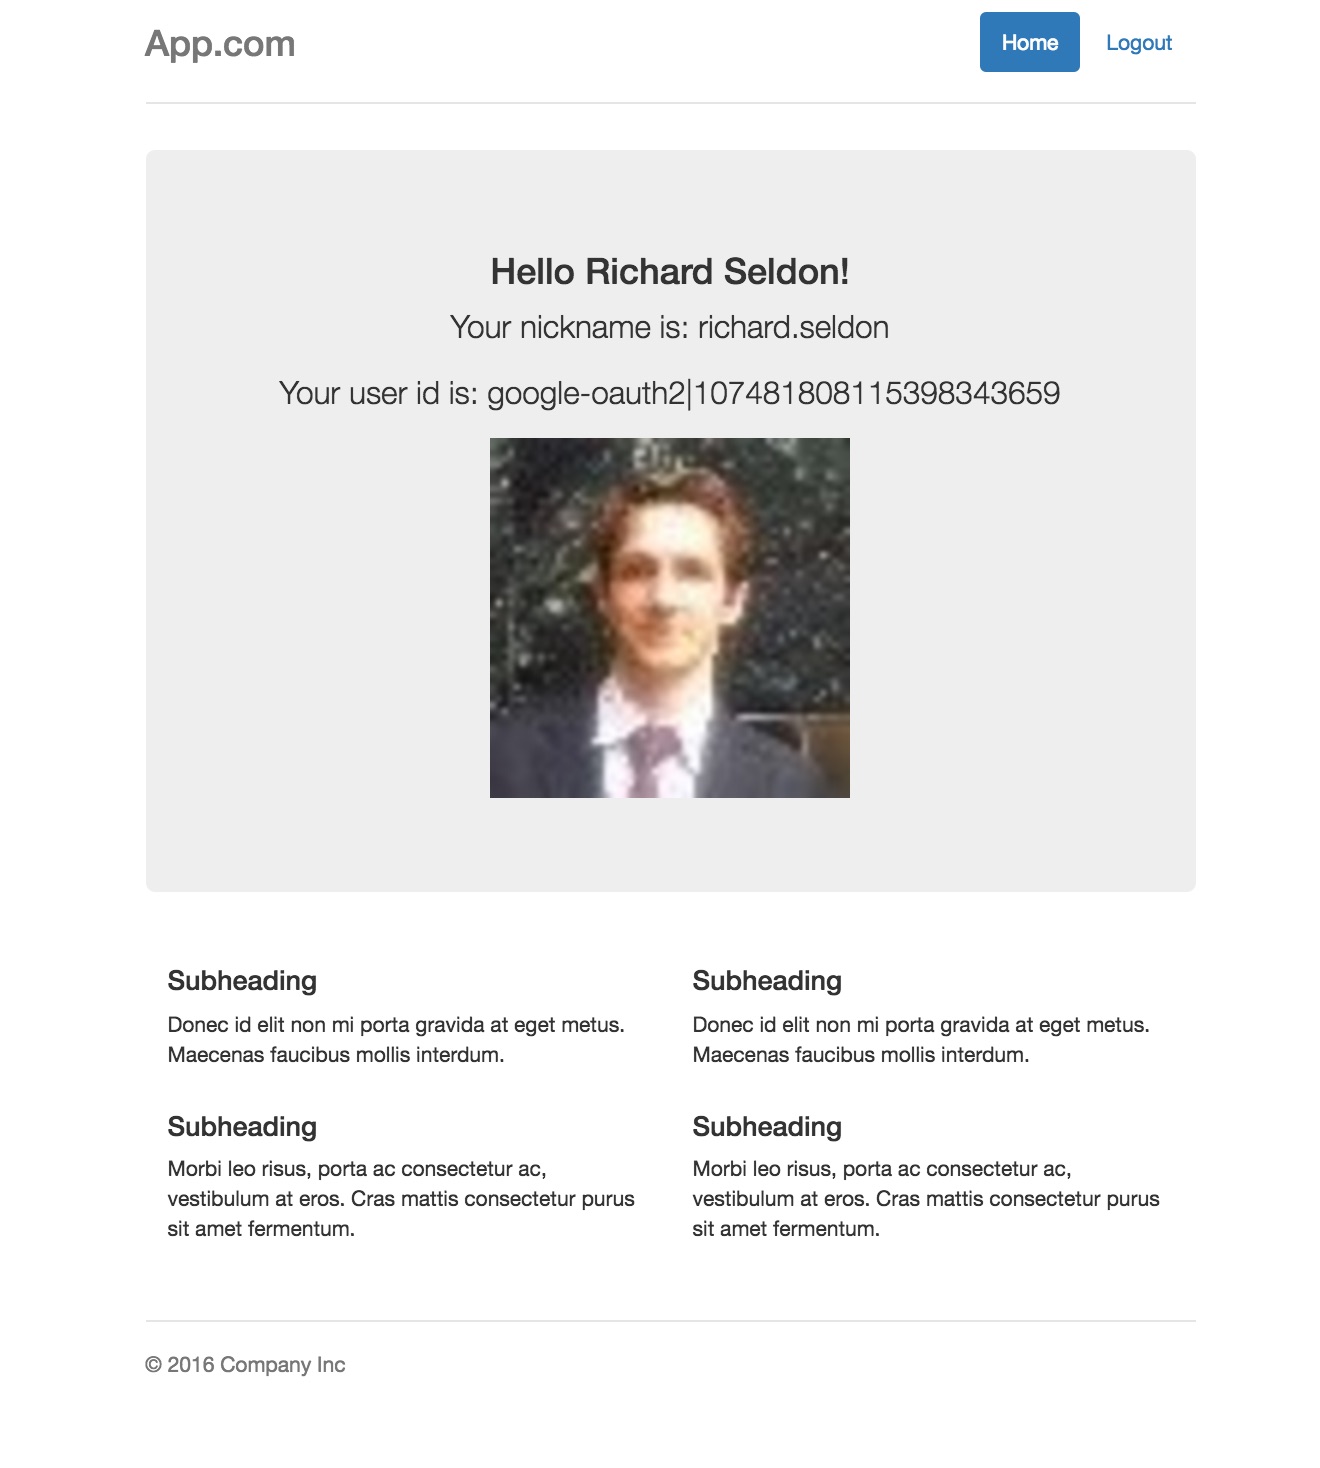 App.com
Home
Logout
Hello Richard Seldon!
Your nickname is: richard.seldon
Your user id is: google-oauth2|107481808115398343659
Subheading
Donec id elit non mi porta gravida at eget metus.
Maecenas faucibus mollis interdum.
Subheading
Morbi leo risus, porta ac consectetur ac,
vestibulum at eros. Cras mattis consectetur purus
sit amet fermentum.
Subheading
Donec id elit non mi porta gravida at eget metus.
Maecenas faucibus mollis interdum.
Subheading
Morbi leo risus, porta ac consectetur ac,
vestibulum at eros. Cras mattis consectetur purus
sit amet fermentum.
© 2016 Company Inc